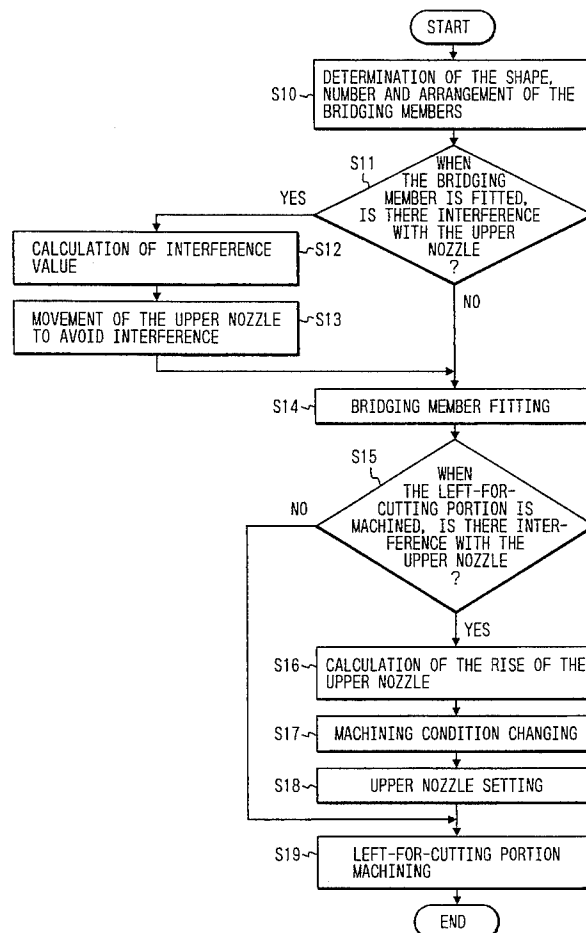 START
S10
DETERMINATION OF THE SHAPE,
NUMBER AND ARRANGEMENT OF THE
BRIDGING MEMBERS
S11
WHEN
THE BRIDGING
MEMBER IS FITTED,
IS THERE INTERFERENCE
WITH THE UPPER
NOZZLE
?
YES
NO
CALCULATION OF INTERFERENCE
VALUE
S12
MOVEMENT OF THE UPPER NOZZLE
TO AVOID INTERFERENCE
S13
S14
BRIDGING MEMBER FITTING
S15
WHEN
THE LEFT-FOR-
CUTTING PORTION IS
MACHINED, IS THERE INTER-
FERENCE WITH THE
UPPER NOZZLE
?
NO
YES
S16
CALCULATION OF THE RISE OF THE
UPPER NOZZLE
S17
MACHINING CONDITION CHANGING
S18
UPPER NOZZLE SETTING
S19
LEFT-FOR-CUTTING PORTION
MACHINING
END